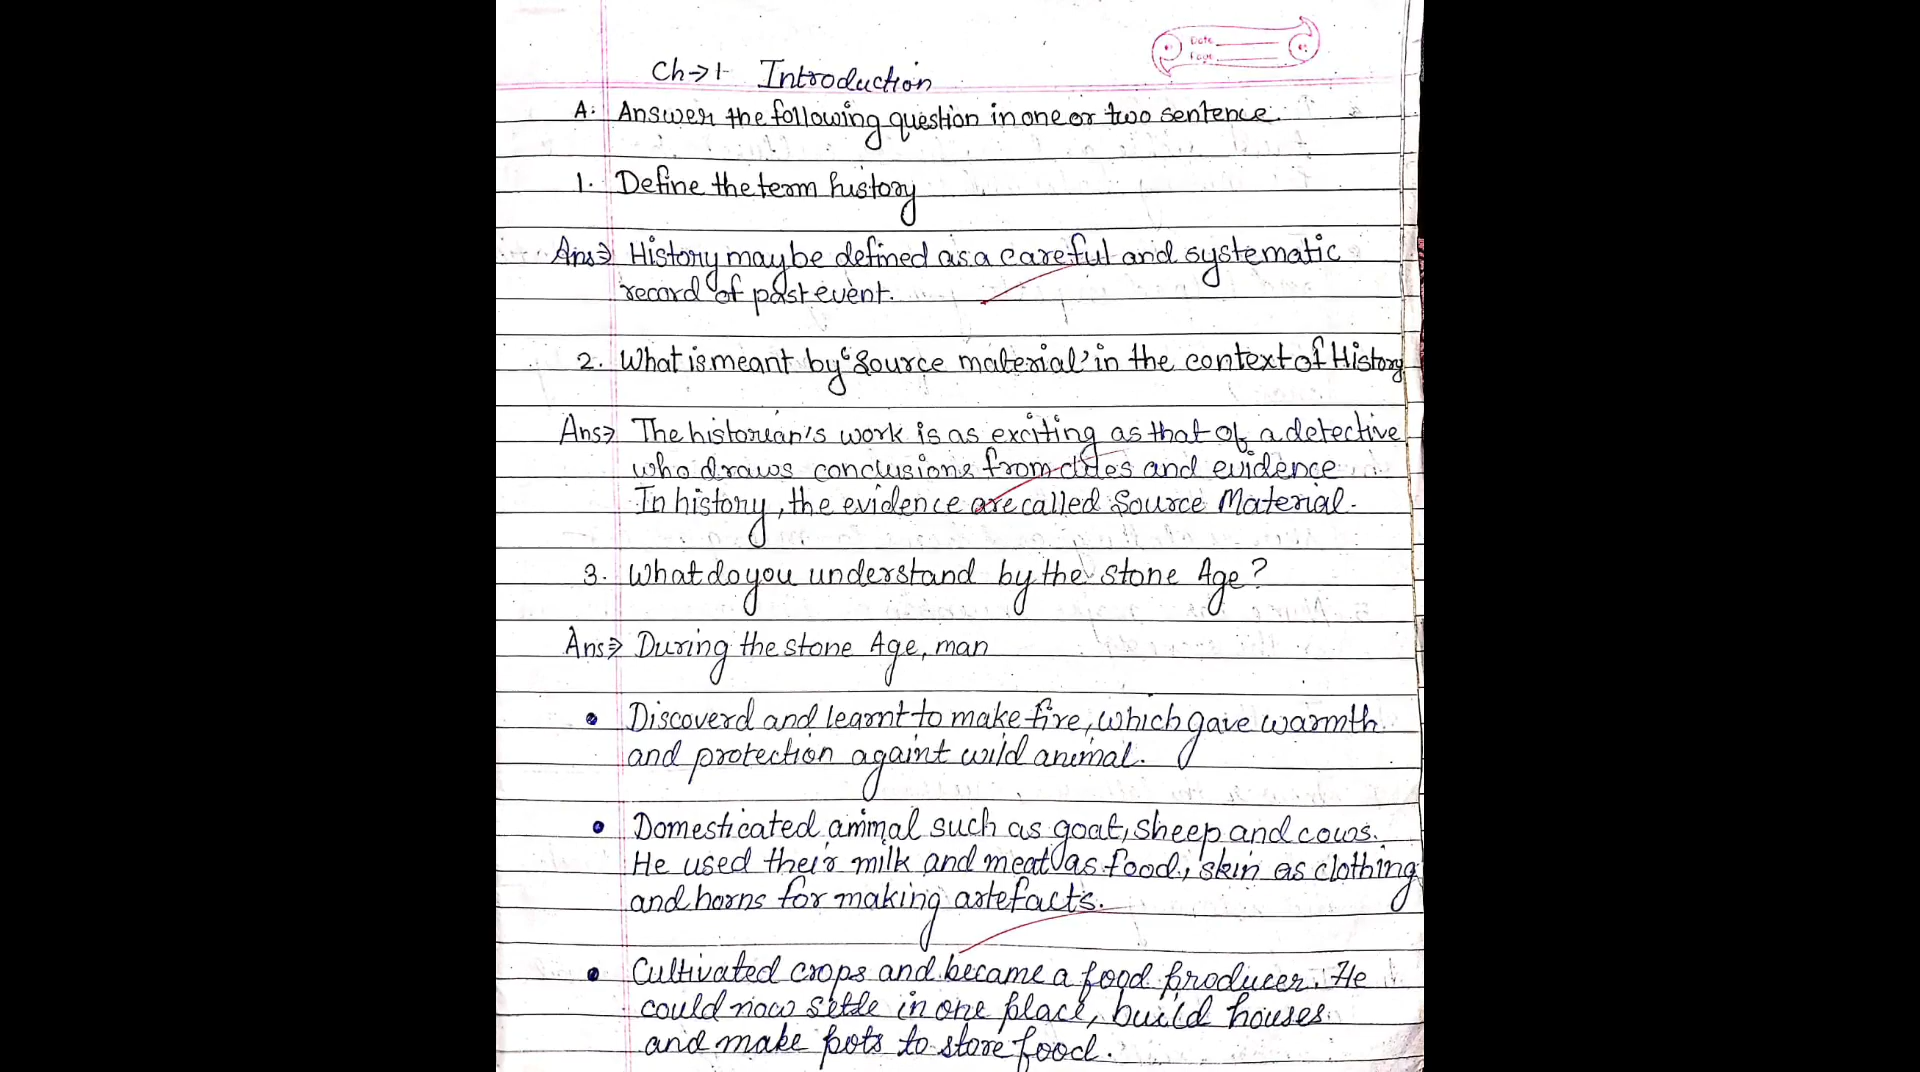 Date
Page
Ch→1- Introduction
A. Answer the following question in one or two sentence.
1. Define the term history
Ans⇒ History may be defined as a careful and systematic
record of past event.
2. What is meant by 'Source material' in the context of History
Ans⇒ The historian's work is as exciting as that of a detective
who draws conclusions from clues and evidence
In history, the evidence are called Source Material.
3. What do you understand by the stone Age?
Ans⇒ During the stone Age, man
• Discoverd and learnt to make fire, which gave warmth
and protection againt wild animal.
• Domesticated animal such as goat, sheep and cows.
He used their milk and meat as food, skin as clothing
and horns for making artefacts.
• Cultivated crops and became a food producer. He
could now settle in one place, build houses
and make pots to store food.